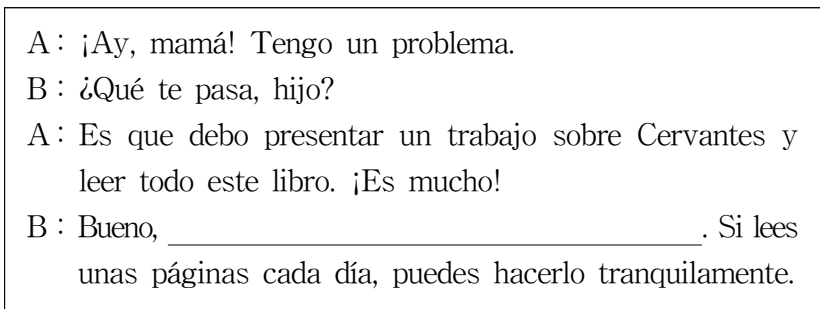 A : ¡Ay, mamá! Tengo un problema.
B : ¿Qué te pasa, hijo?
A : Es que debo presentar un trabajo sobre Cervantes y
leer todo este libro. ¡Es mucho!
B : Bueno, ____________________. Si lees
unas páginas cada día, puedes hacerlo tranquilamente.